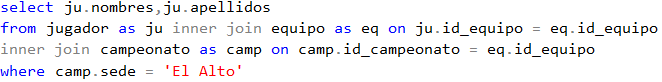 select ju.nombres,ju.apellidos
from jugador as ju inner join equipo as eq on ju.id_equipo = eq.id_equipo
inner join campeonato as camp on camp.id_campeonato = eq.id_equipo
where camp.sede = 'El Alto'